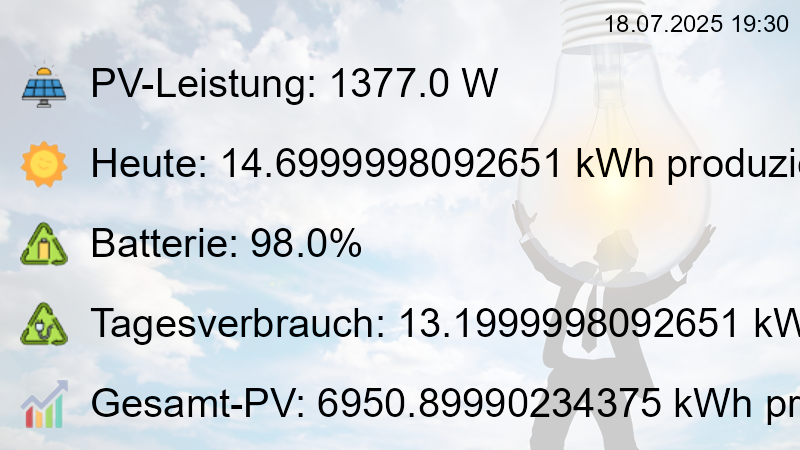 18.07.2025 19:30
PV-Leistung: 1377.0 W
Heute: 14.6999998092651 kWh
Batterie: 98.0%
Tagesverbrauch: 13.1999998092651
Gesamt-PV: 6950.89990234375 kWh